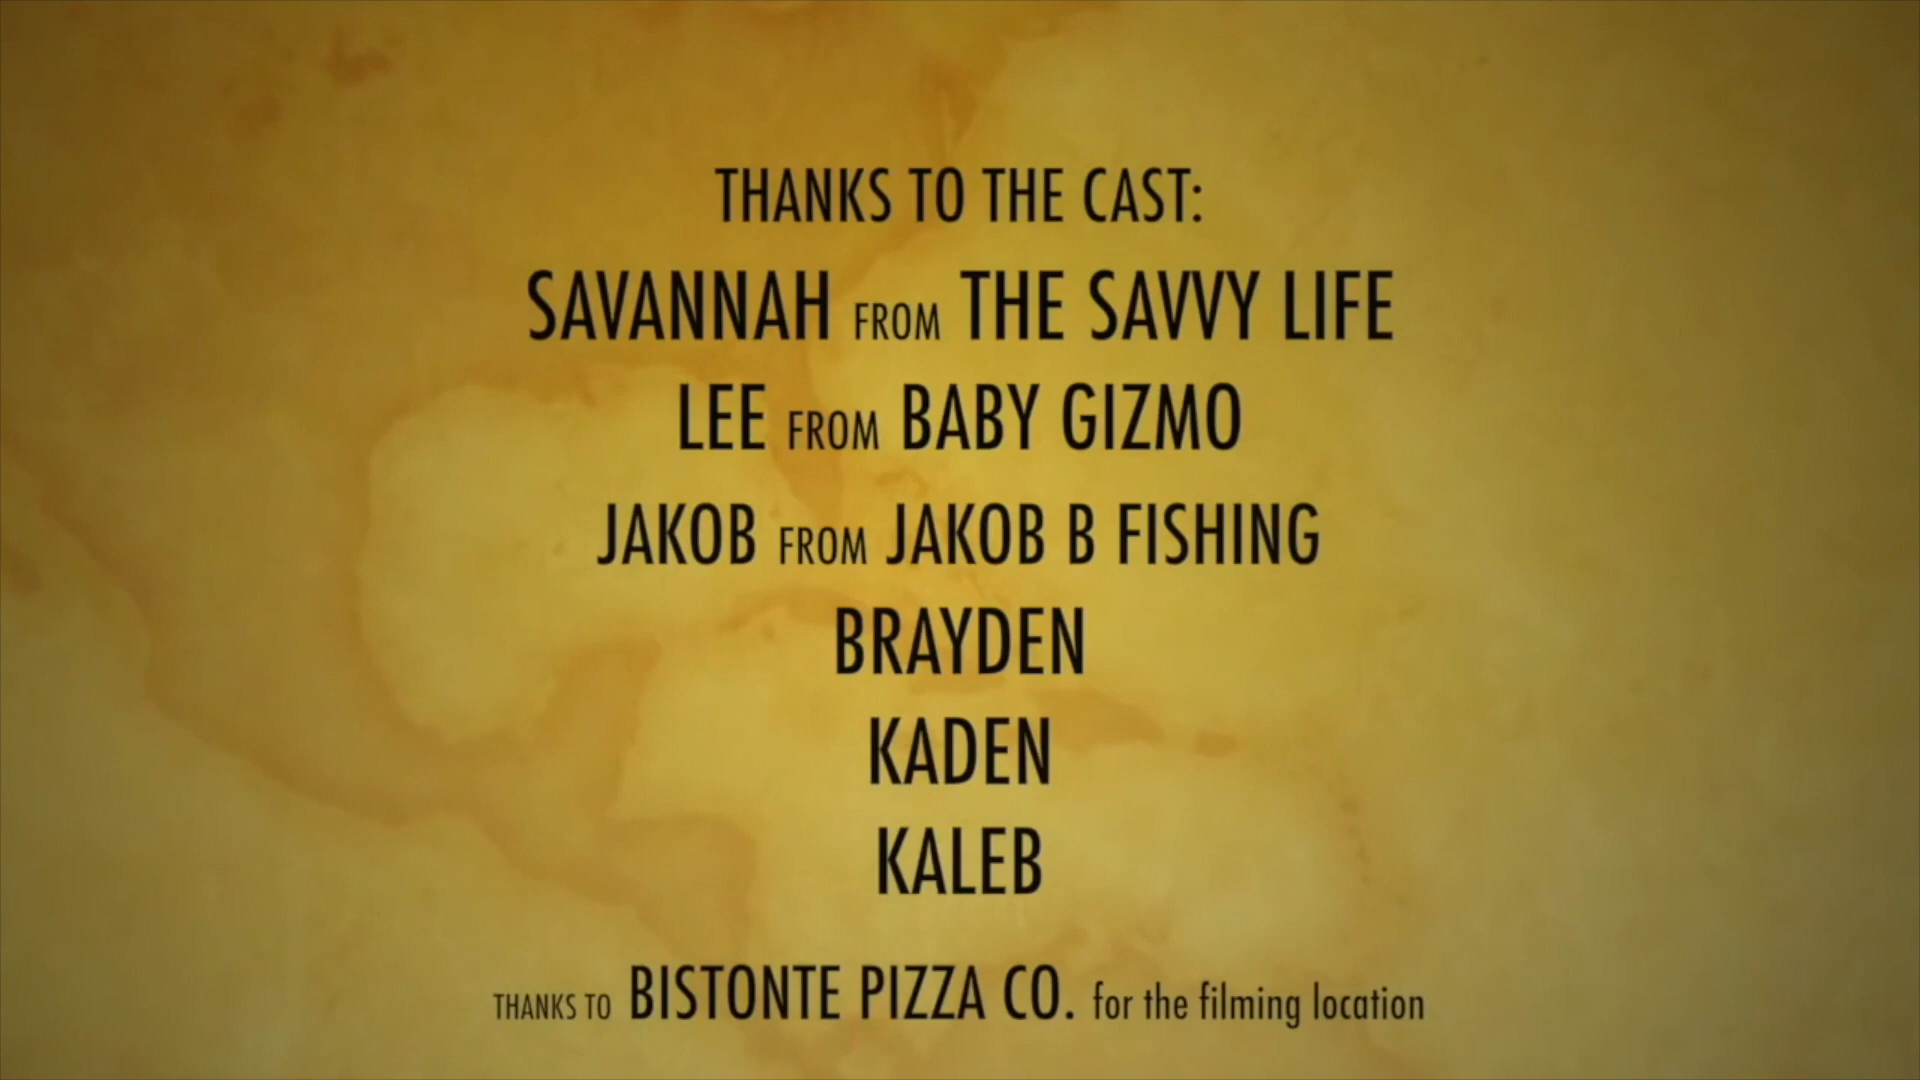 THANKS TO THE CAST:
SAVANNAH FROM THE SAVVY LIFE
LEE FROM BABY GIZMO
JAKOB FROM JAKOB B FISHING
BRAYDEN
KADEN
KALEB
THANKS TO BISTONTE PIZZA CO. for the filming location